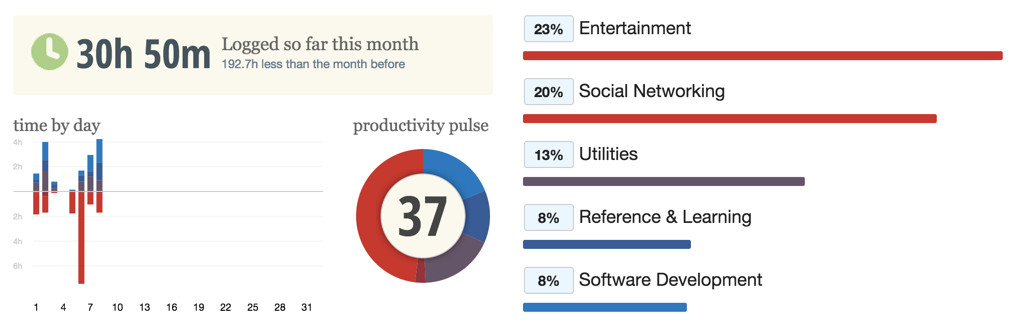 30h 50m
Logged so far this month
192.7h less than the month before
time by day
4h
2h
2h
4h
6h
1 4 7 10 13 16 19 22 25 28 31
productivity pulse
37
23% Entertainment
20% Social Networking
13% Utilities
8% Reference & Learning
8% Software Development